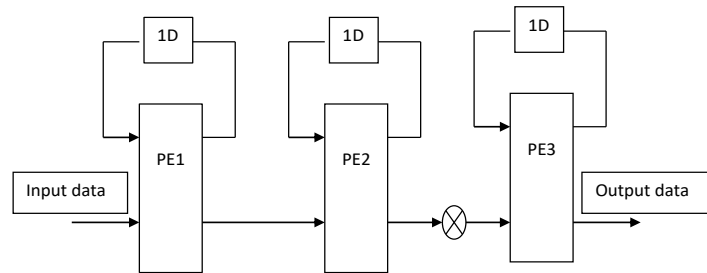 1D
1D
1D
PE1
PE2
PE3
Input data
Output data